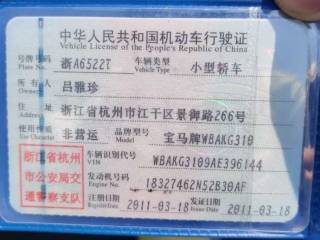 中华人民共和国机动车行驶证
Vehicle License of the People's Republic of China
号牌号码 浙A6522T 车辆类型 小型轿车
Plate No. Vehicle Type
所有人 吕雅珍
Owner
住址 浙江省杭州市江干区景御路266号
Address
使用性质 非营运 品牌型号 宝马牌WBAKG310
Use Character Model
浙江省杭州市公安局交通警察支队
车辆识别代号 WBAKG3109AE396144
VIN
发动机号码 18327462N52B30AF
Engine No.
注册日期 2011-03-18 发证日期 2011-03-18
Register Date Issue Date